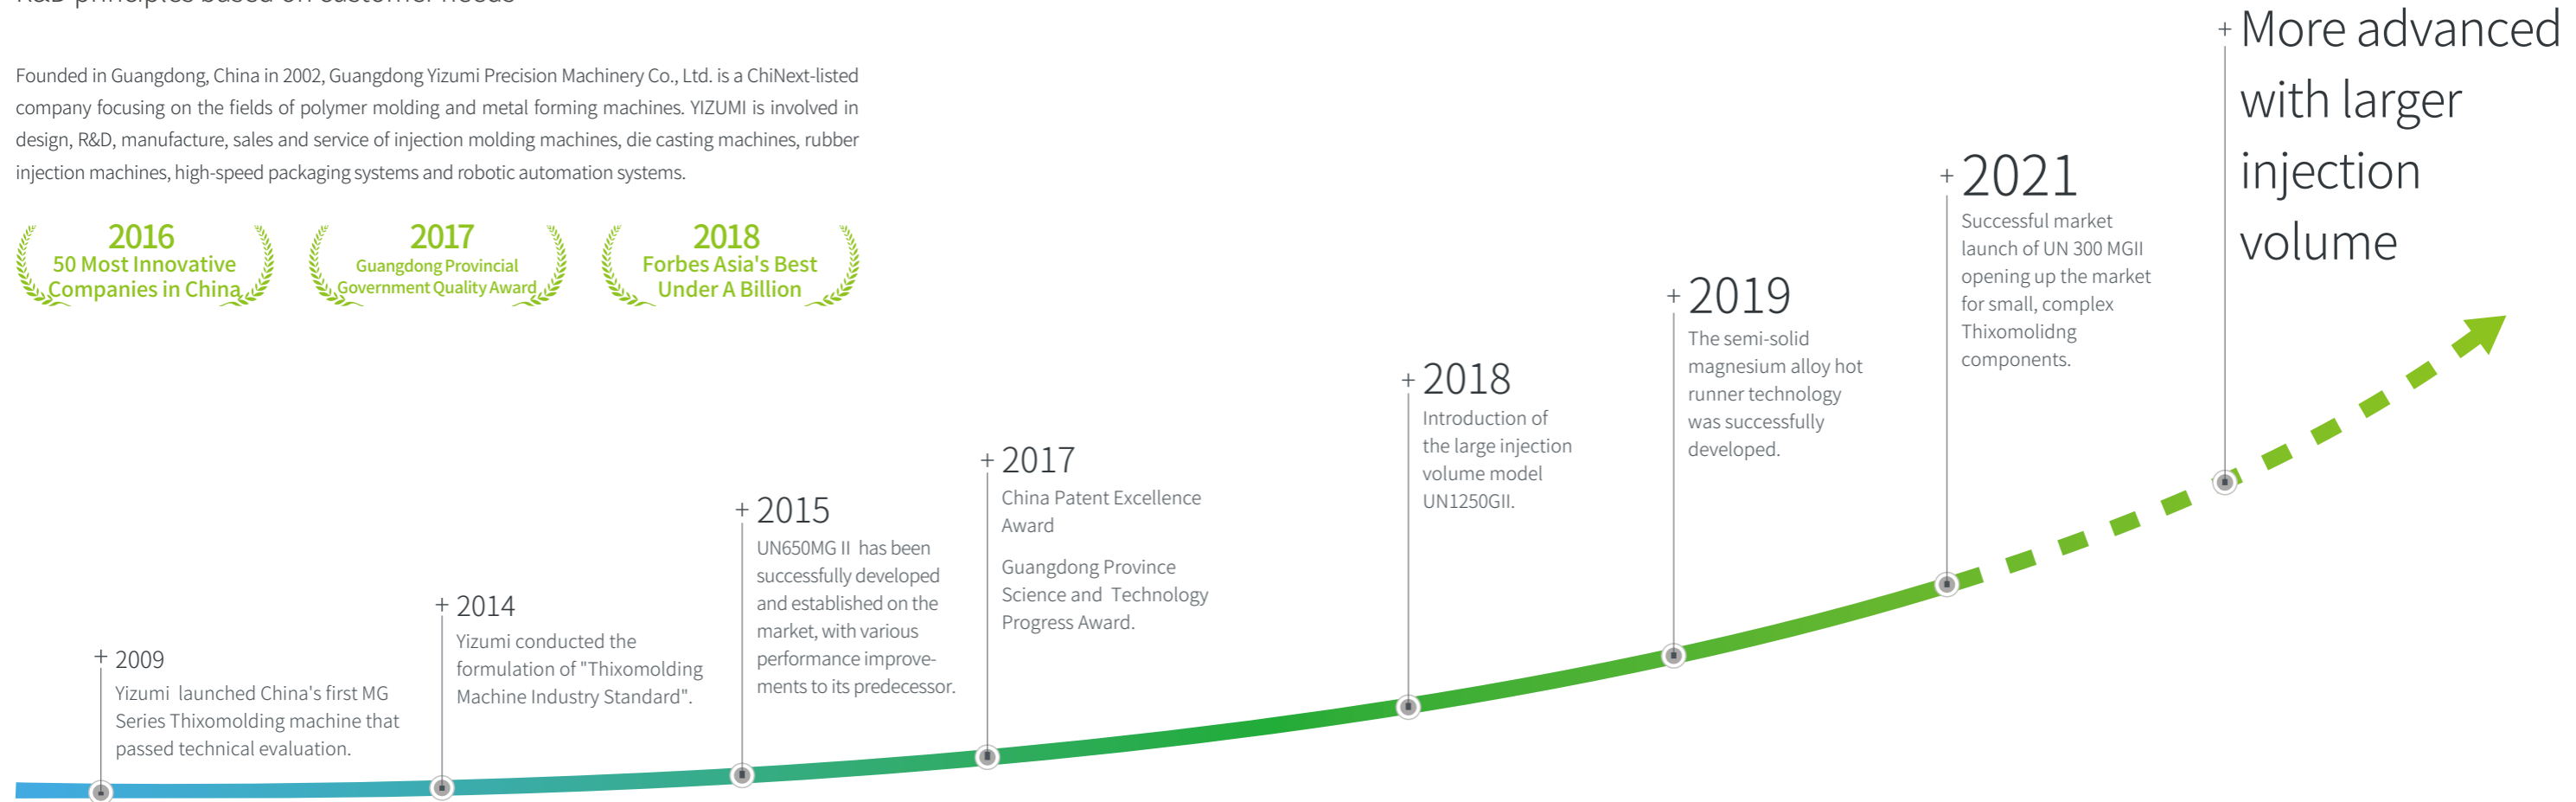 R&D principles based on customer needs
Founded in Guangdong, China in 2002, Guangdong Yizumi Precision Machinery Co., Ltd. is a ChiNext-listed
company focusing on the fields of polymer molding and metal forming machines. YIZUMI is involved in
design, R&D, manufacture, sales and service of injection molding machines, die casting machines, rubber
injection machines, high-speed packaging systems and robotic automation systems.
2016
50 Most Innovative
Companies in China
2017
Guangdong Provincial
Government Quality Award
2018
Forbes Asia's Best
Under A Billion
+ 2009
Yizumi launched China's first MG
Series Thixomolding machine that
passed technical evaluation.
+ 2014
Yizumi conducted the
formulation of "Thixomolding
Machine Industry Standard".
+ 2015
UN650MG II has been
successfully developed
and established on the
market, with various
performance improve-
ments to its predecessor.
+ 2017
China Patent Excellence
Award
Guangdong Province
Science and Technology
Progress Award.
+ 2018
Introduction of
the large injection
volume model
UN1250GII.
+ 2019
The semi-solid
magnesium alloy hot
runner technology
was successfully
developed.
+ 2021
Successful market
launch of UN 300 MGII
opening up the market
for small, complex
Thixomolidng
components.
+ More advanced
with larger
injection
volume